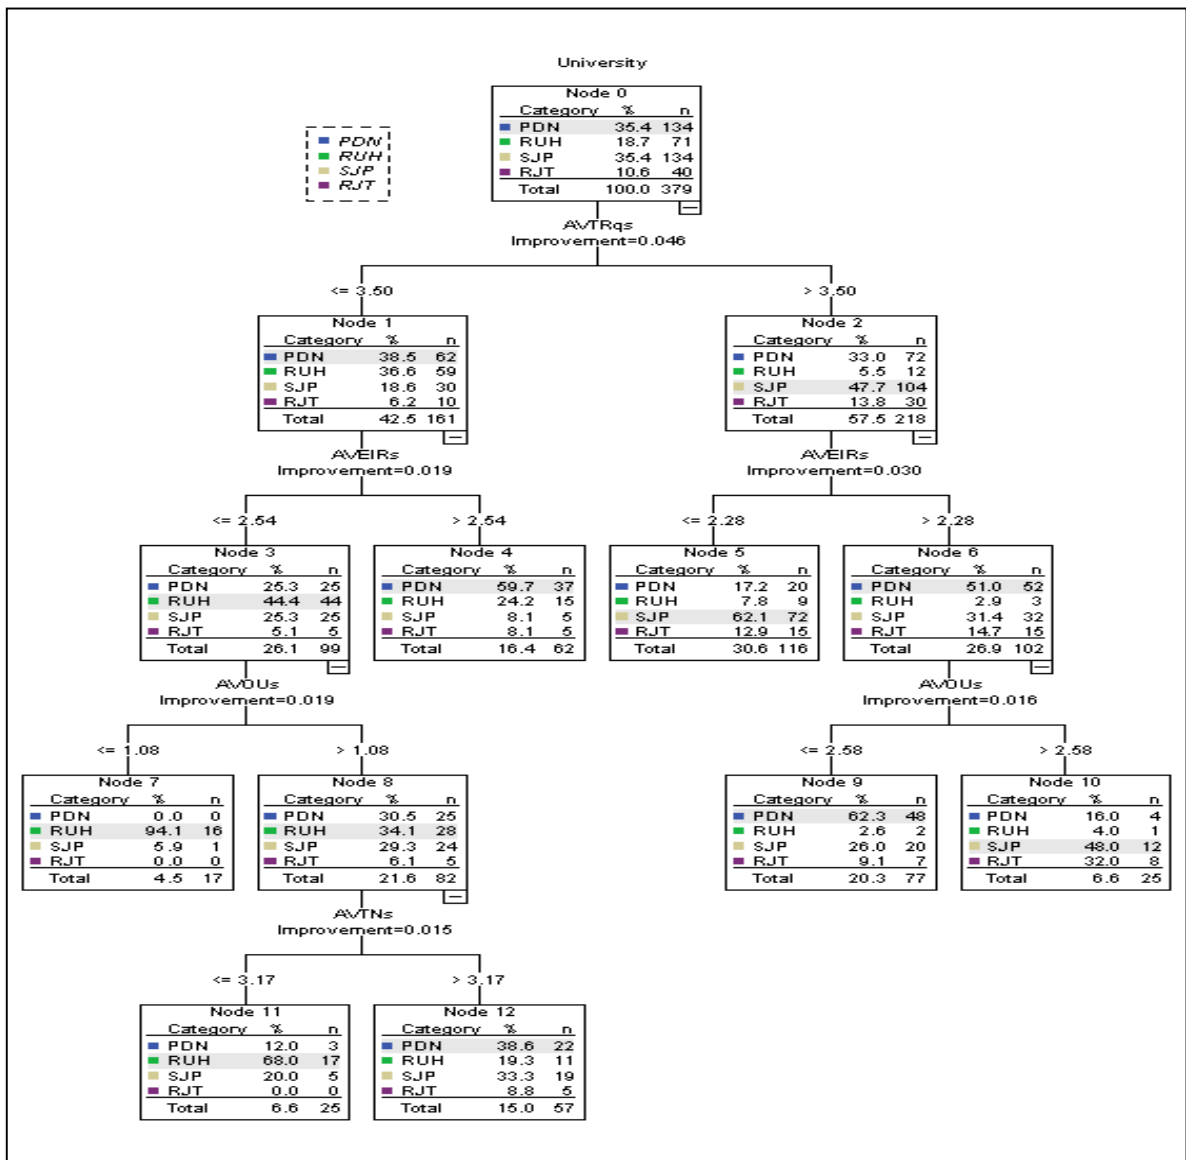 University
PDN
RUH
SJP
RJT
Node 0
Category % n
PDN 35.4 134
RUH 18.7 71
SJP 35.4 134
RJT 10.6 40
Total 100.0 379
AVTRqs
Improvement=0.046
<= 3.50
> 3.50
Node 1
Category % n
PDN 38.5 62
RUH 36.6 59
SJP 18.6 30
RJT 6.2 10
Total 42.5 161
Node 2
Category % n
PDN 33.0 72
RUH 5.5 12
SJP 47.7 104
RJT 13.8 30
Total 57.5 218
AVEIRs
Improvement=0.019
AVEIRs
Improvement=0.030
<= 2.54
> 2.54
<= 2.28
> 2.28
Node 3
Category % n
PDN 25.3 25
RUH 44.4 44
SJP 25.3 25
RJT 5.1 5
Total 26.1 99
Node 4
Category % n
PDN 59.7 37
RUH 24.2 15
SJP 8.1 5
RJT 8.1 5
Total 16.4 62
Node 5
Category % n
PDN 17.2 20
RUH 7.8 9
SJP 62.1 72
RJT 12.9 15
Total 30.6 116
Node 6
Category % n
PDN 51.0 52
RUH 2.9 3
SJP 31.4 32
RJT 14.7 15
Total 26.9 102
AVOUs
Improvement=0.019
AVOUs
Improvement=0.016
<= 1.08
> 1.08
<= 2.58
> 2.58
Node 7
Category % n
PDN 0.0 0
RUH 94.1 16
SJP 5.9 1
RJT 0.0 0
Total 4.5 17
Node 8
Category % n
PDN 30.5 25
RUH 34.1 28
SJP 29.3 24
RJT 6.1 5
Total 21.6 82
Node 9
Category % n
PDN 62.3 48
RUH 2.6 2
SJP 26.0 20
RJT 9.1 7
Total 20.3 77
Node 10
Category % n
PDN 16.0 4
RUH 4.0 1
SJP 48.0 12
RJT 32.0 8
Total 6.6 25
AVTNs
Improvement=0.015
<= 3.17
> 3.17
Node 11
Category % n
PDN 12.0 3
RUH 68.0 17
SJP 20.0 5
RJT 0.0 0
Total 6.6 25
Node 12
Category % n
PDN 38.6 22
RUH 19.3 11
SJP 33.3 19
RJT 8.8 5
Total 15.0 57